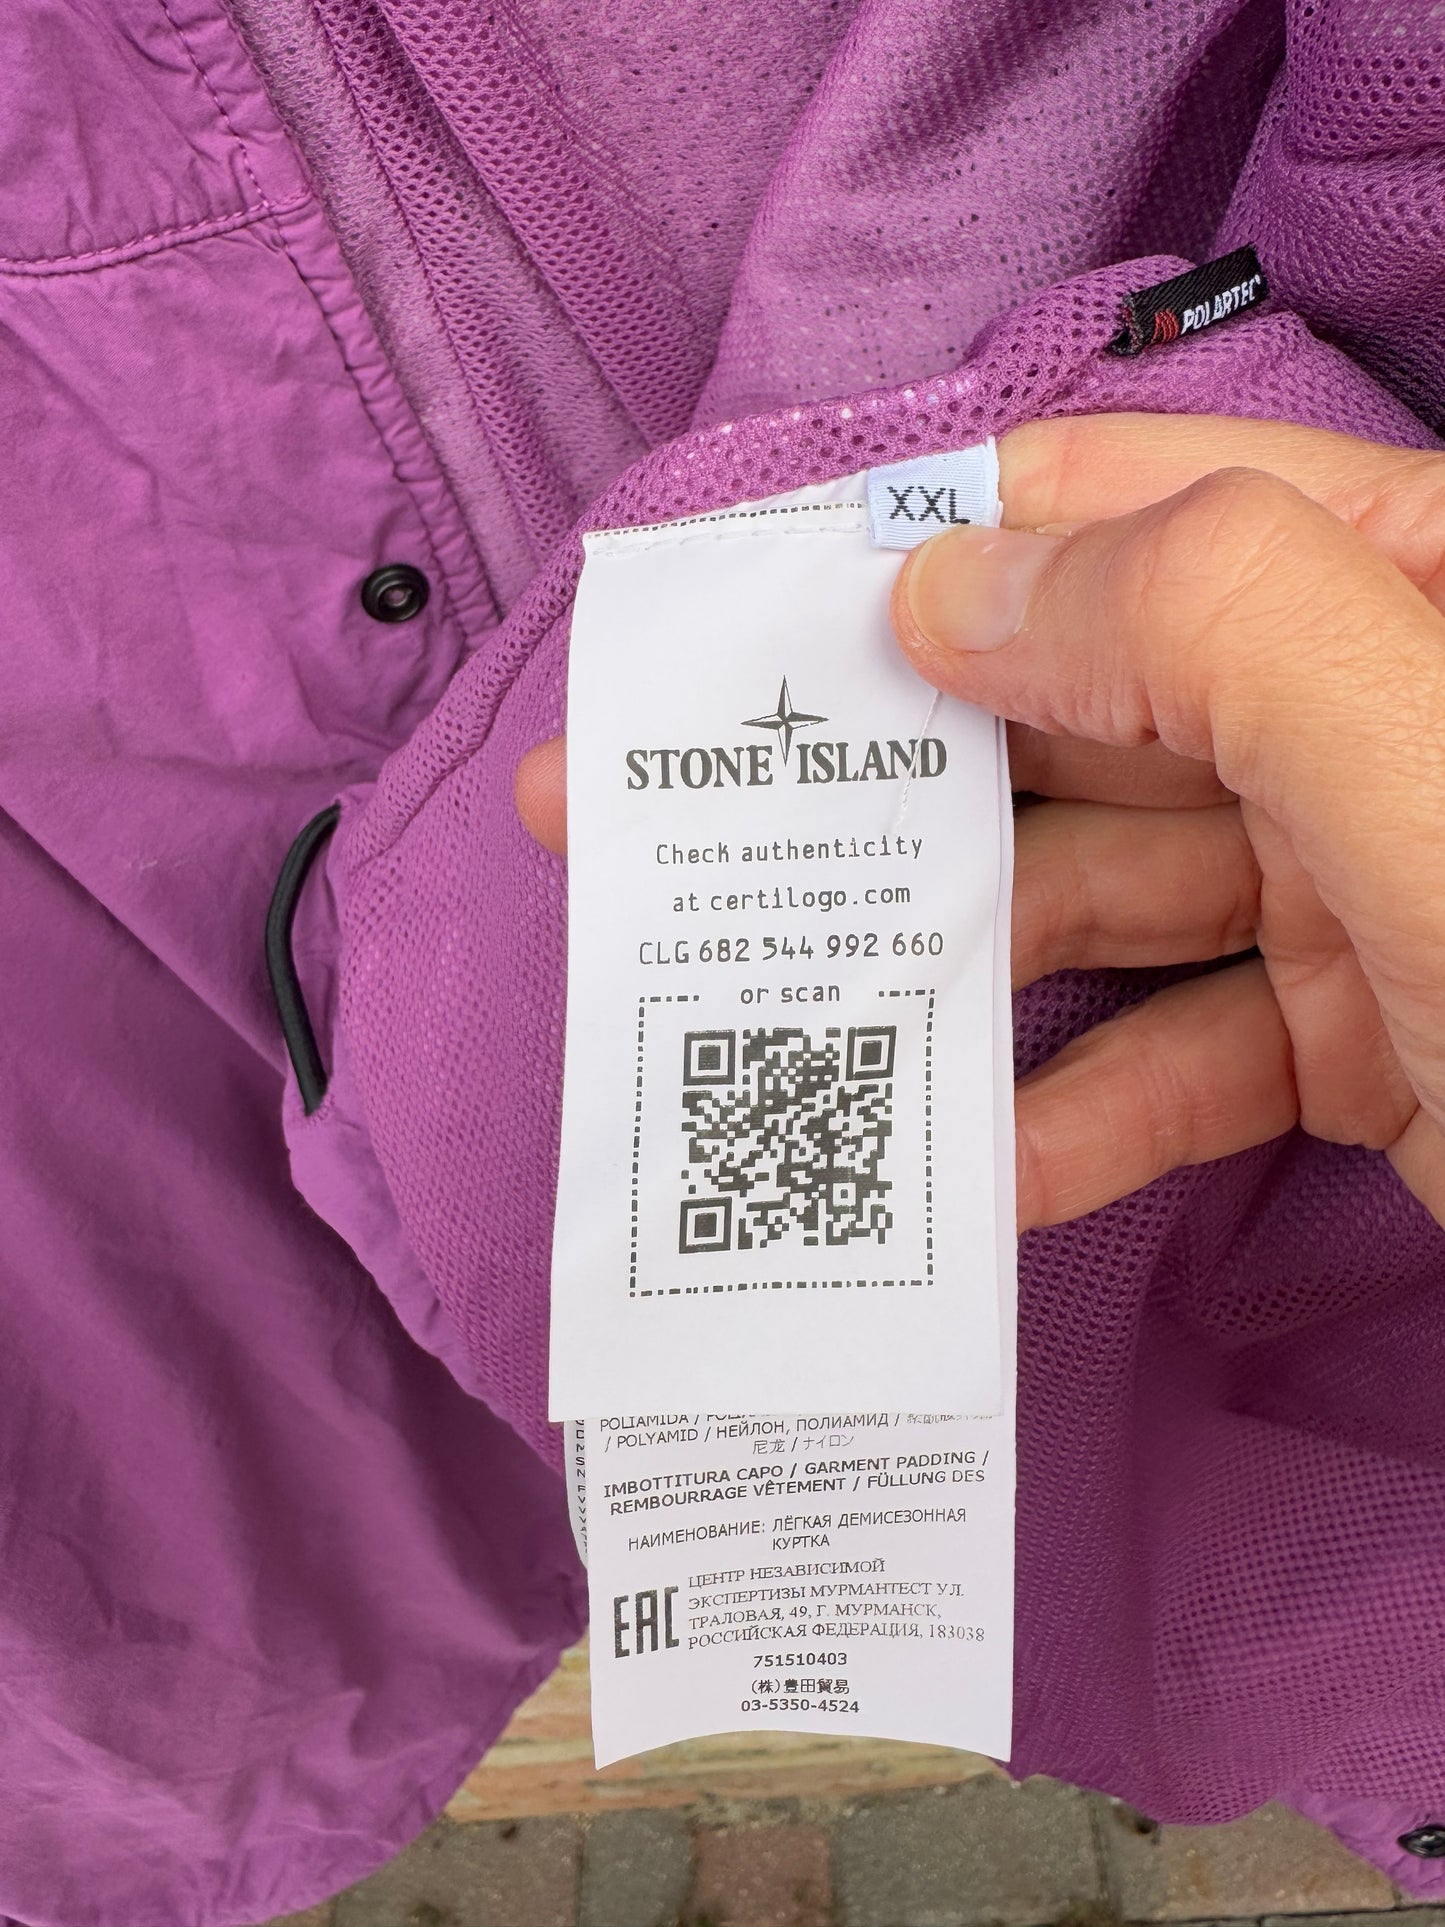 POLARTEC®
XXL
STONE ISLAND
Check authenticity
at certilogo.com
CLG 682 544 992 660
or scan
POLIAMIDA /
/ POLYAMID / НЕЙЛОН, ПОЛИАМИД /
尼龙 / ナイロン
IMBOTTITURA CAPO / GARMENT PADDING /
REMBOURRAGE VÊTEMENT / FÜLLUNG DES
НАИМЕНОВАНИЕ: ЛЁГКАЯ ДЕМИСЕЗОННАЯ
КУРТКА
EAC
ЦЕНТР НЕЗАВИСИМОЙ
ЭКСПЕРТИЗЫ МУРМАНТЕСТ УЛ.
ТРАЛОВАЯ, 49, Г. МУРМАНСК,
РОССИЙСКАЯ ФЕДЕРАЦИЯ, 183038
751510403
(株)豊田貿易
03-5350-4524